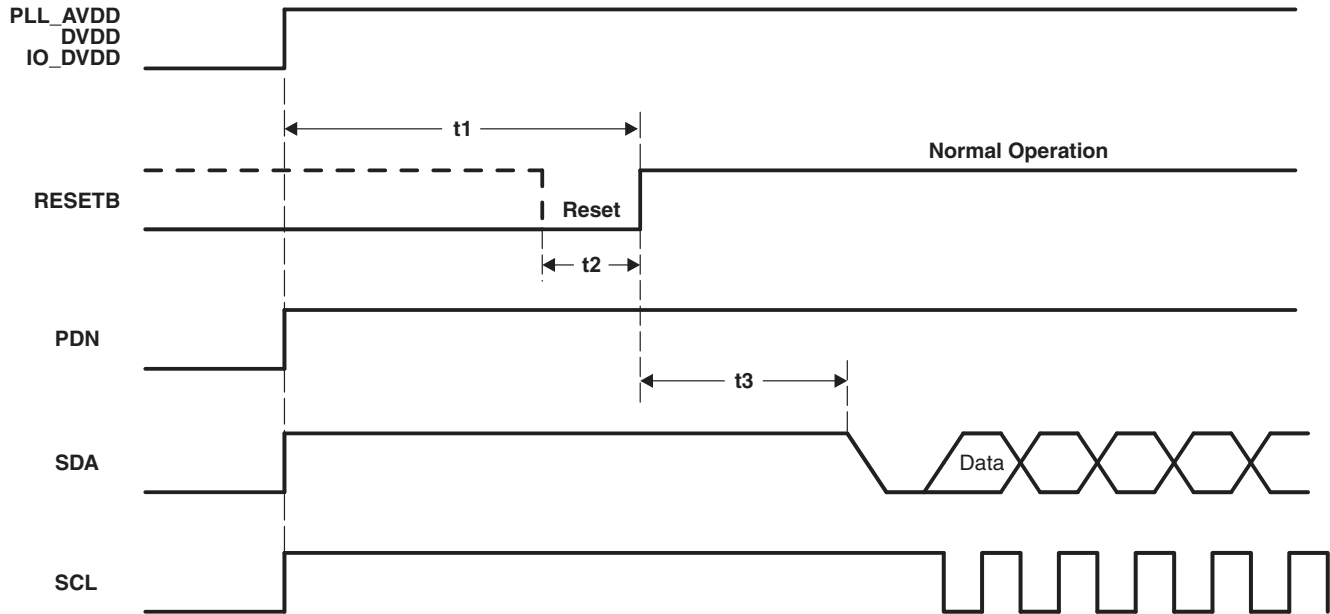 PLL_AVDD
DVDD
IO_DVDD
t1
Normal Operation
RESETB
Reset
t2
PDN
t3
SDA
Data
SCL